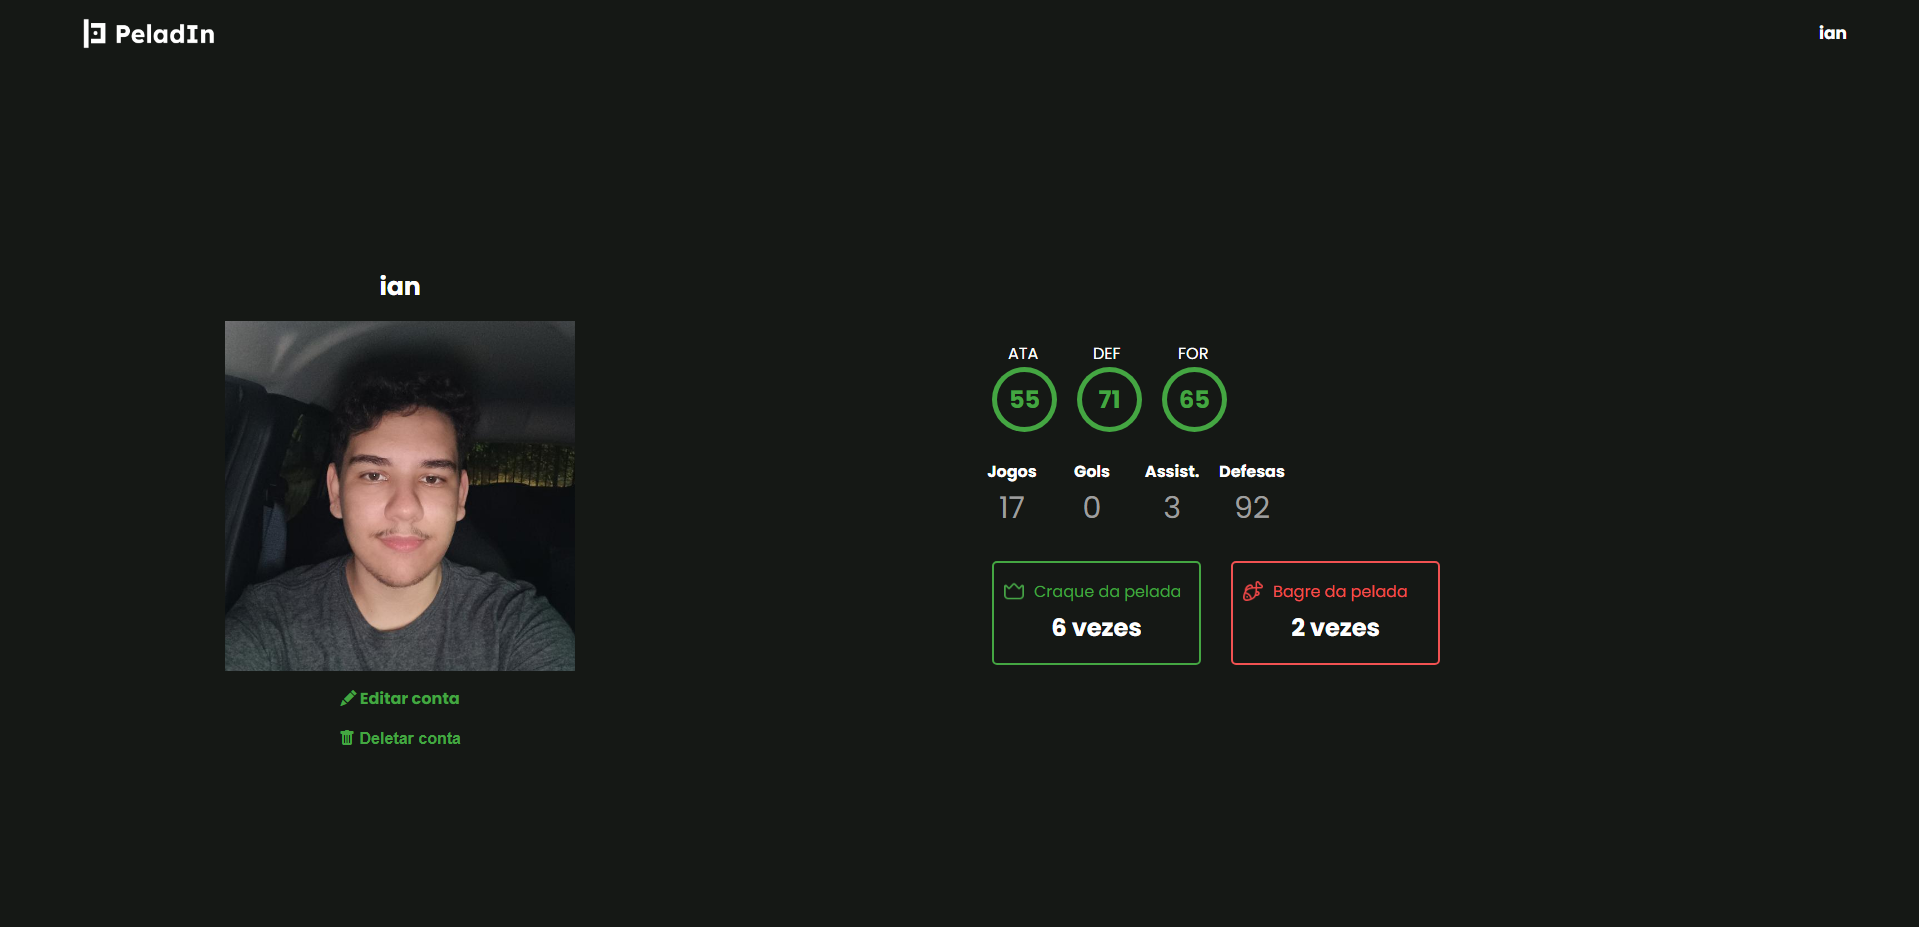 PeladIn
ian
ian
Editar conta
Deletar conta
ATA DEF FOR
55 71 65
Jogos Gols Assist. Defesas
17 0 3 92
Craque da pelada
6 vezes
Bagre da pelada
2 vezes